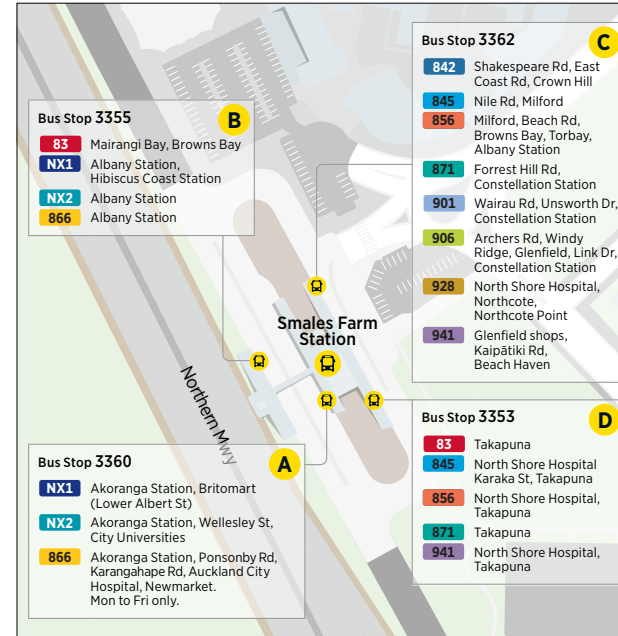 Bus Stop 3355
B
83 Mairangi Bay, Browns Bay
NX1 Albany Station,
Hibiscus Coast Station
NX2 Albany Station
866 Albany Station
Bus Stop 3362
C
842 Shakespeare Rd, East
Coast Rd, Crown Hill
845 Nile Rd, Milford
856 Milford, Beach Rd,
Browns Bay, Torbay,
Albany Station
871 Forrest Hill Rd,
Constellation Station
901 Wairau Rd, Unsworth Dr,
Constellation Station
906 Archers Rd, Windy
Ridge, Glenfield, Link Dr,
Constellation Station
928 North Shore Hospital,
Northcote,
Northcote Point
941 Glenfield shops,
Kaipātiki Rd,
Beach Haven
Smales Farm
Station
Northern Mwy
Bus Stop 3360
A
NX1 Akoranga Station, Britomart
(Lower Albert St)
NX2 Akoranga Station, Wellesley St,
City Universities
866 Akoranga Station, Ponsonby Rd,
Karangahape Rd, Auckland City
Hospital, Newmarket.
Mon to Fri only.
Bus Stop 3353
D
83 Takapuna
845 North Shore Hospital
Karaka St, Takapuna
856 North Shore Hospital,
Takapuna
871 Takapuna
941 North Shore Hospital,
Takapuna